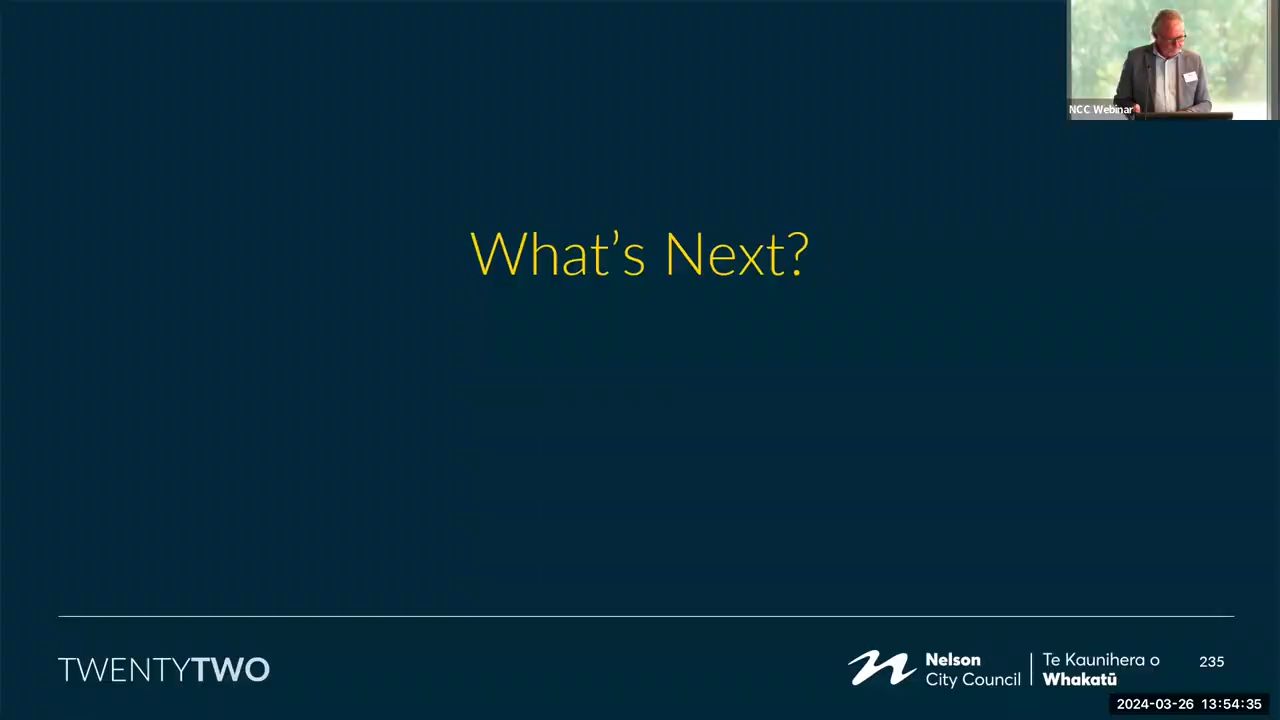 NCC Webinar
What's Next?
TWENTYTWO
Nelson
City Council
Te Kaunihera o
Whakatū
235
2024-03-26 13:54:35